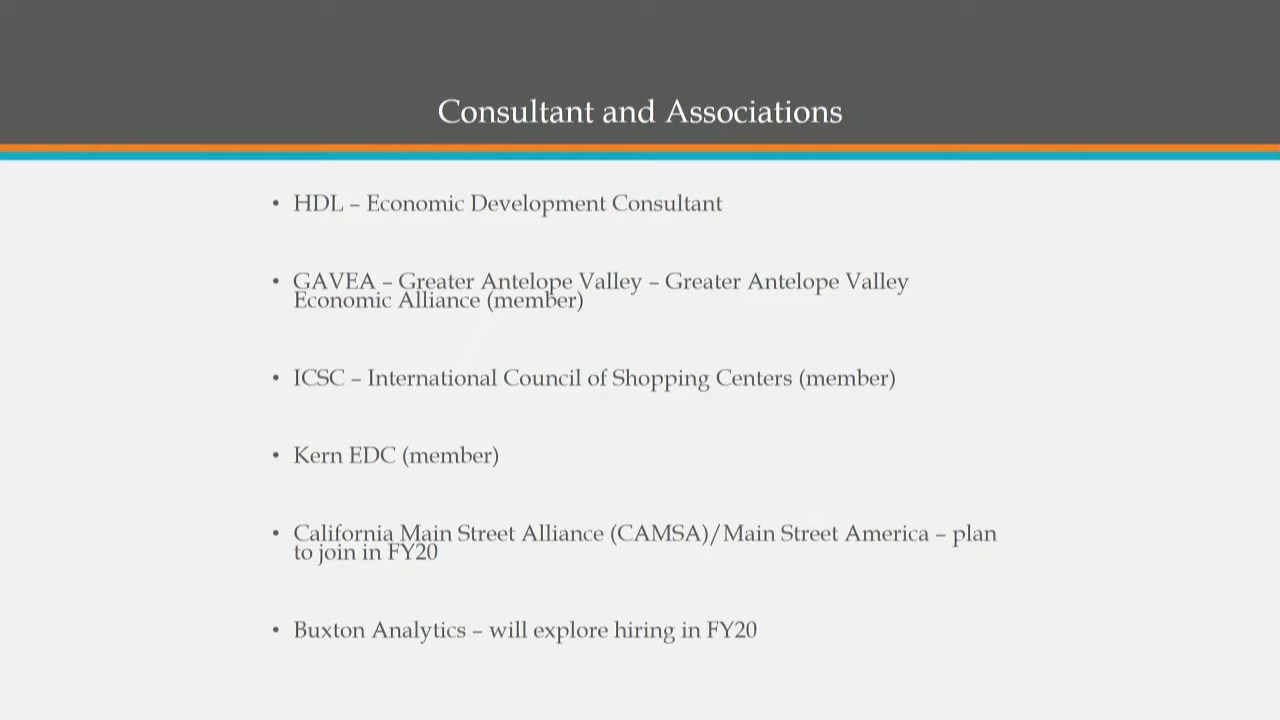 Consultant and Associations
• HDL – Economic Development Consultant
• GAVEA – Greater Antelope Valley – Greater Antelope Valley
Economic Alliance (member)
• ICSC – International Council of Shopping Centers (member)
• Kern EDC (member)
• California Main Street Alliance (CAMSA)/Main Street America – plan
to join in FY20
• Buxton Analytics – will explore hiring in FY20